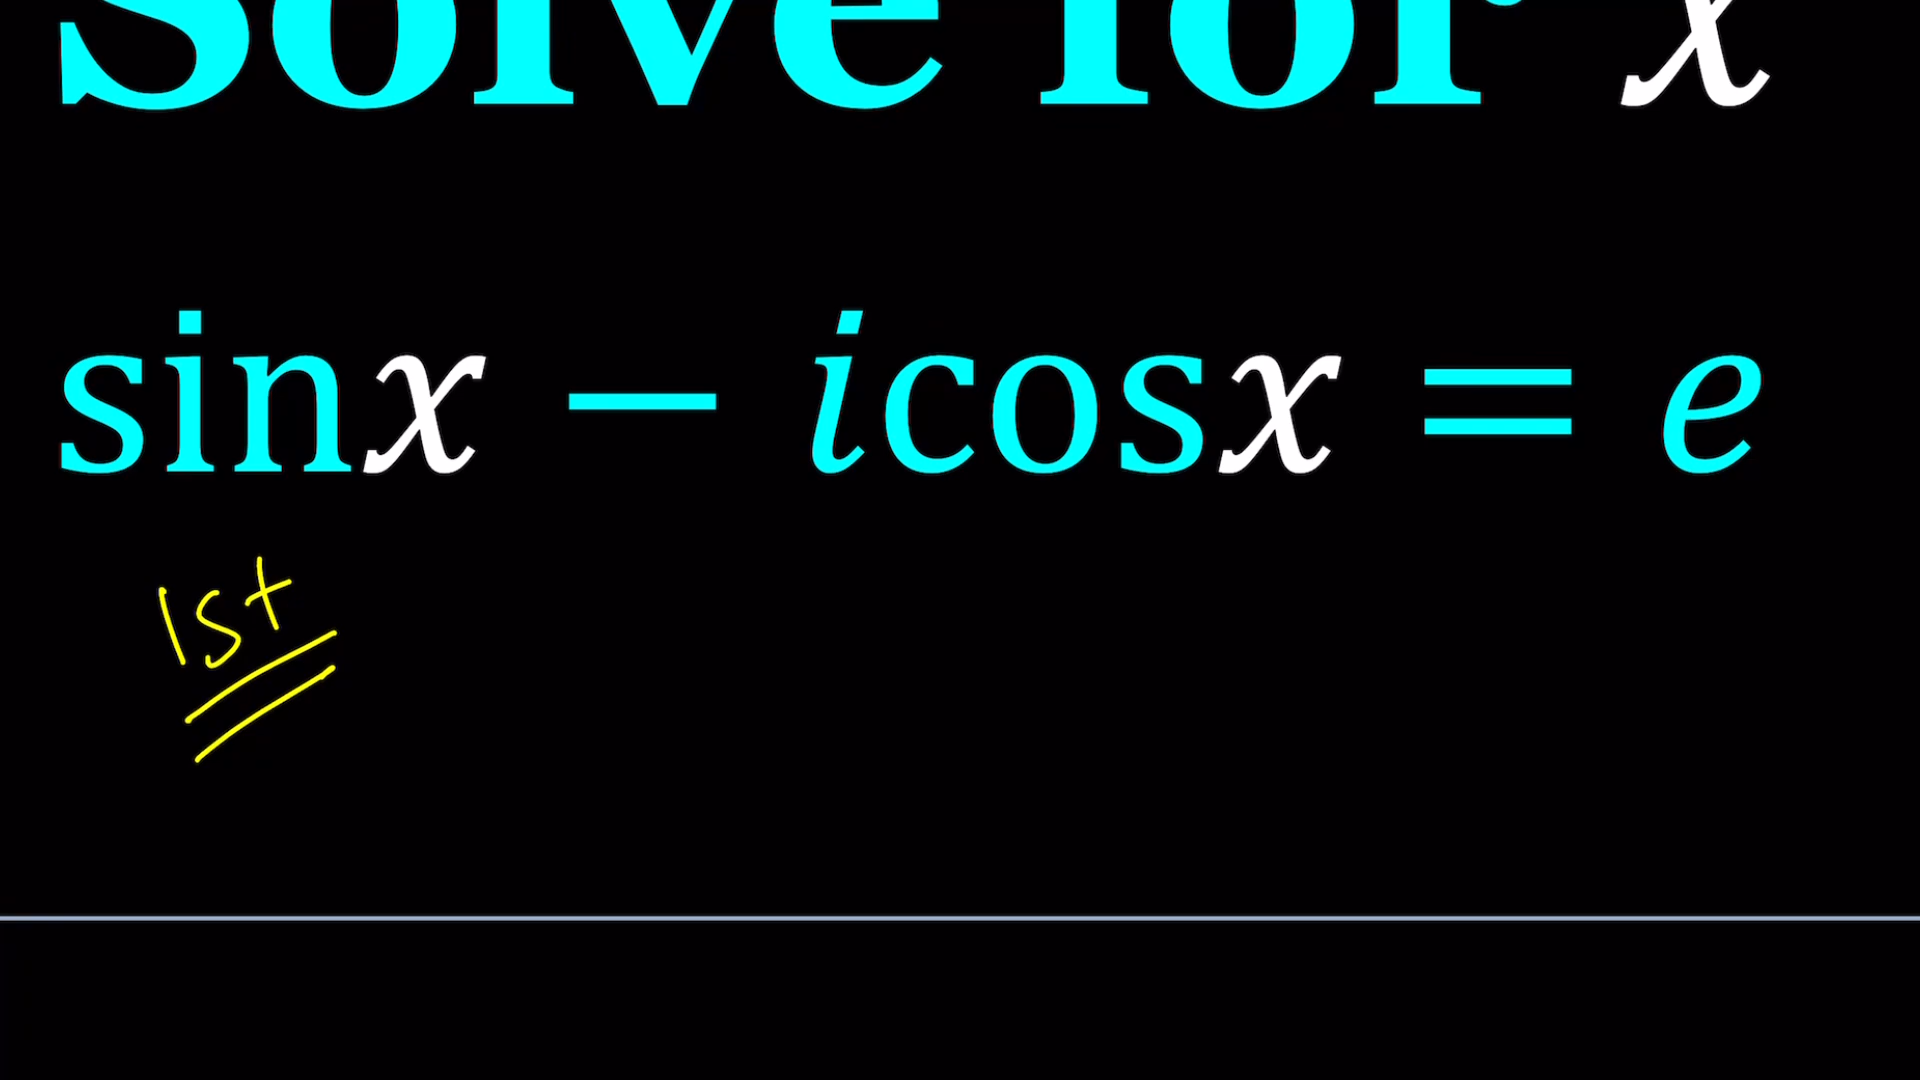 Solve for x
sinx − icosx = e
1st